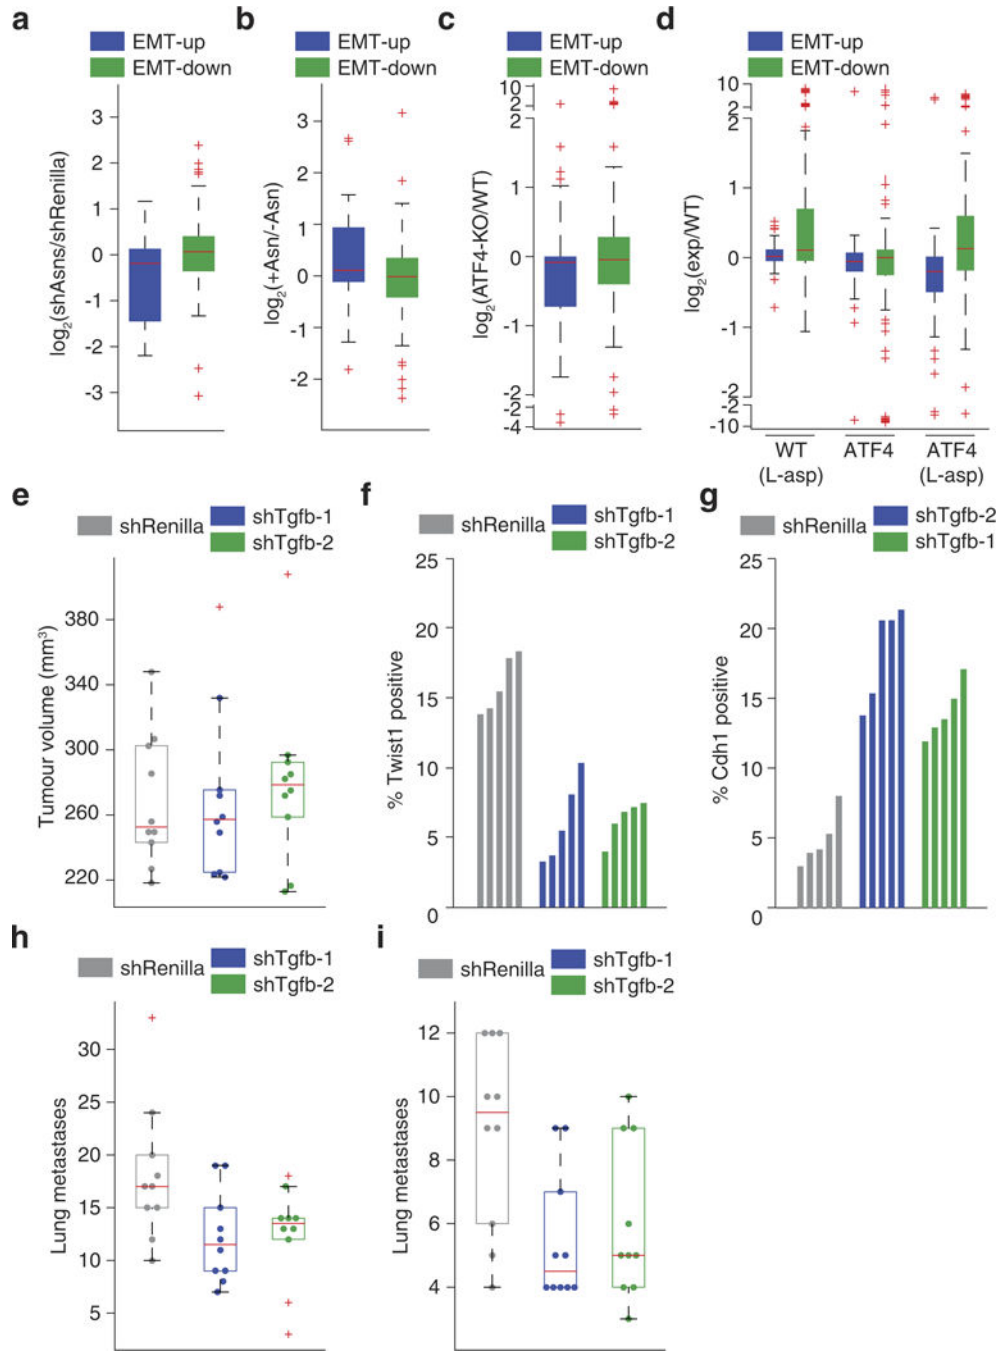 a
EMT-up
EMT-down
log2(shAsns/shRenilla)
3
2
1
0
-1
-2
-3
b
EMT-up
EMT-down
log2(+Asn/-Asn)
3
2
1
0
-1
-2
c
EMT-up
EMT-down
log2(ATF4-KO/WT)
10
2
2
1
0
-1
-2
-2
-4
d
EMT-up
EMT-down
log2(exp/WT)
10
2
2
1
0
-1
-2
-2
-10
WT
(L-asp)
ATF4
ATF4
(L-asp)
e
shRenilla
shTgfb-1
shTgfb-2
Tumour volume (mm³)
380
340
300
260
220
f
shRenilla
shTgfb-1
shTgfb-2
% Twist1 positive
25
20
15
10
5
0
g
shRenilla
shTgfb-2
shTgfb-1
% Cdh1 positive
25
20
15
10
5
0
h
shRenilla
shTgfb-1
shTgfb-2
Lung metastases
30
25
20
15
10
5
i
shRenilla
shTgfb-1
shTgfb-2
Lung metastases
12
10
8
6
4